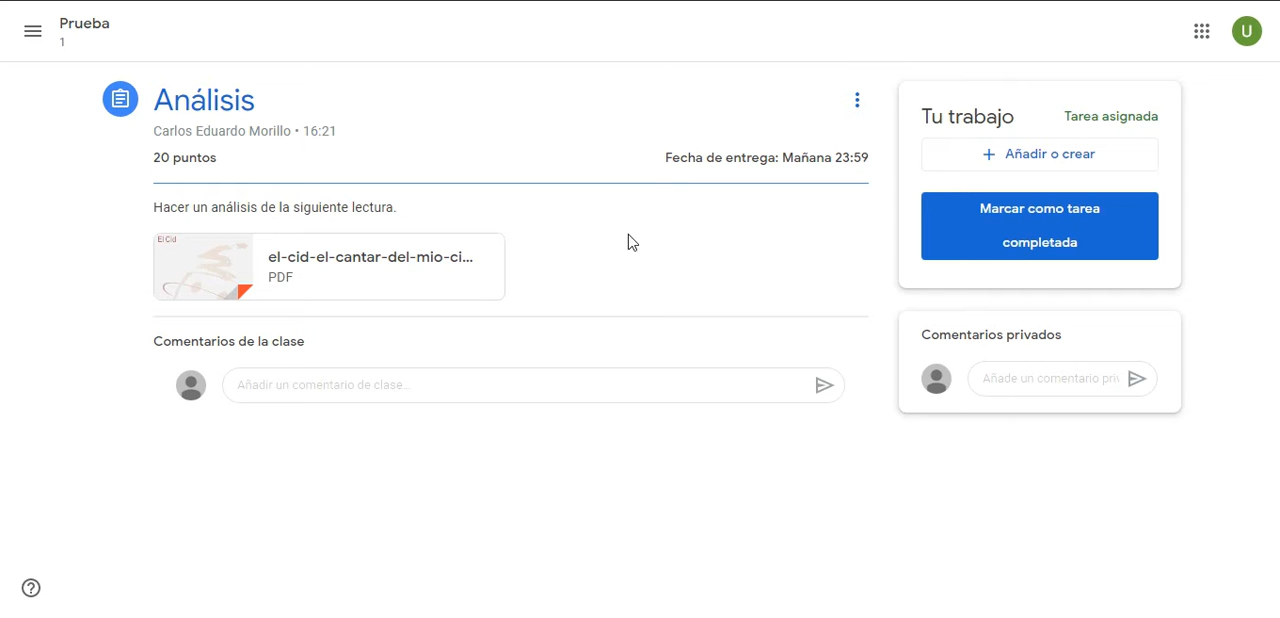 Prueba
1
U
Análisis
Carlos Eduardo Morillo • 16:21
20 puntos
Fecha de entrega: Mañana 23:59
Hacer un análisis de la siguiente lectura.
El Cid
el-cid-el-cantar-del-mio-ci...
PDF
Comentarios de la clase
Añadir un comentario de clase...
Tu trabajo
Tarea asignada
+ Añadir o crear
Marcar como tarea
completada
Comentarios privados
Añade un comentario priv